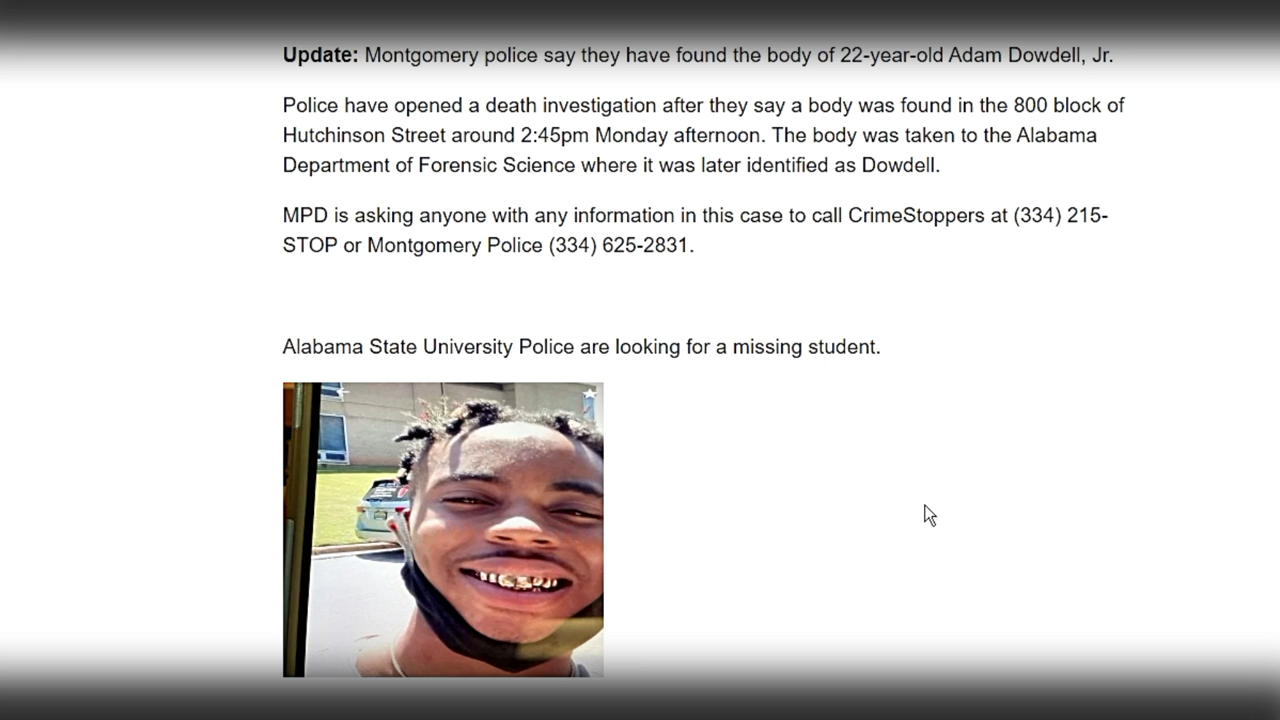 Update: Montgomery police say they have found the body of 22-year-old Adam Dowdell, Jr.
Police have opened a death investigation after they say a body was found in the 800 block of
Hutchinson Street around 2:45pm Monday afternoon. The body was taken to the Alabama
Department of Forensic Science where it was later identified as Dowdell.
MPD is asking anyone with any information in this case to call CrimeStoppers at (334) 215-
STOP or Montgomery Police (334) 625-2831.
Alabama State University Police are looking for a missing student.